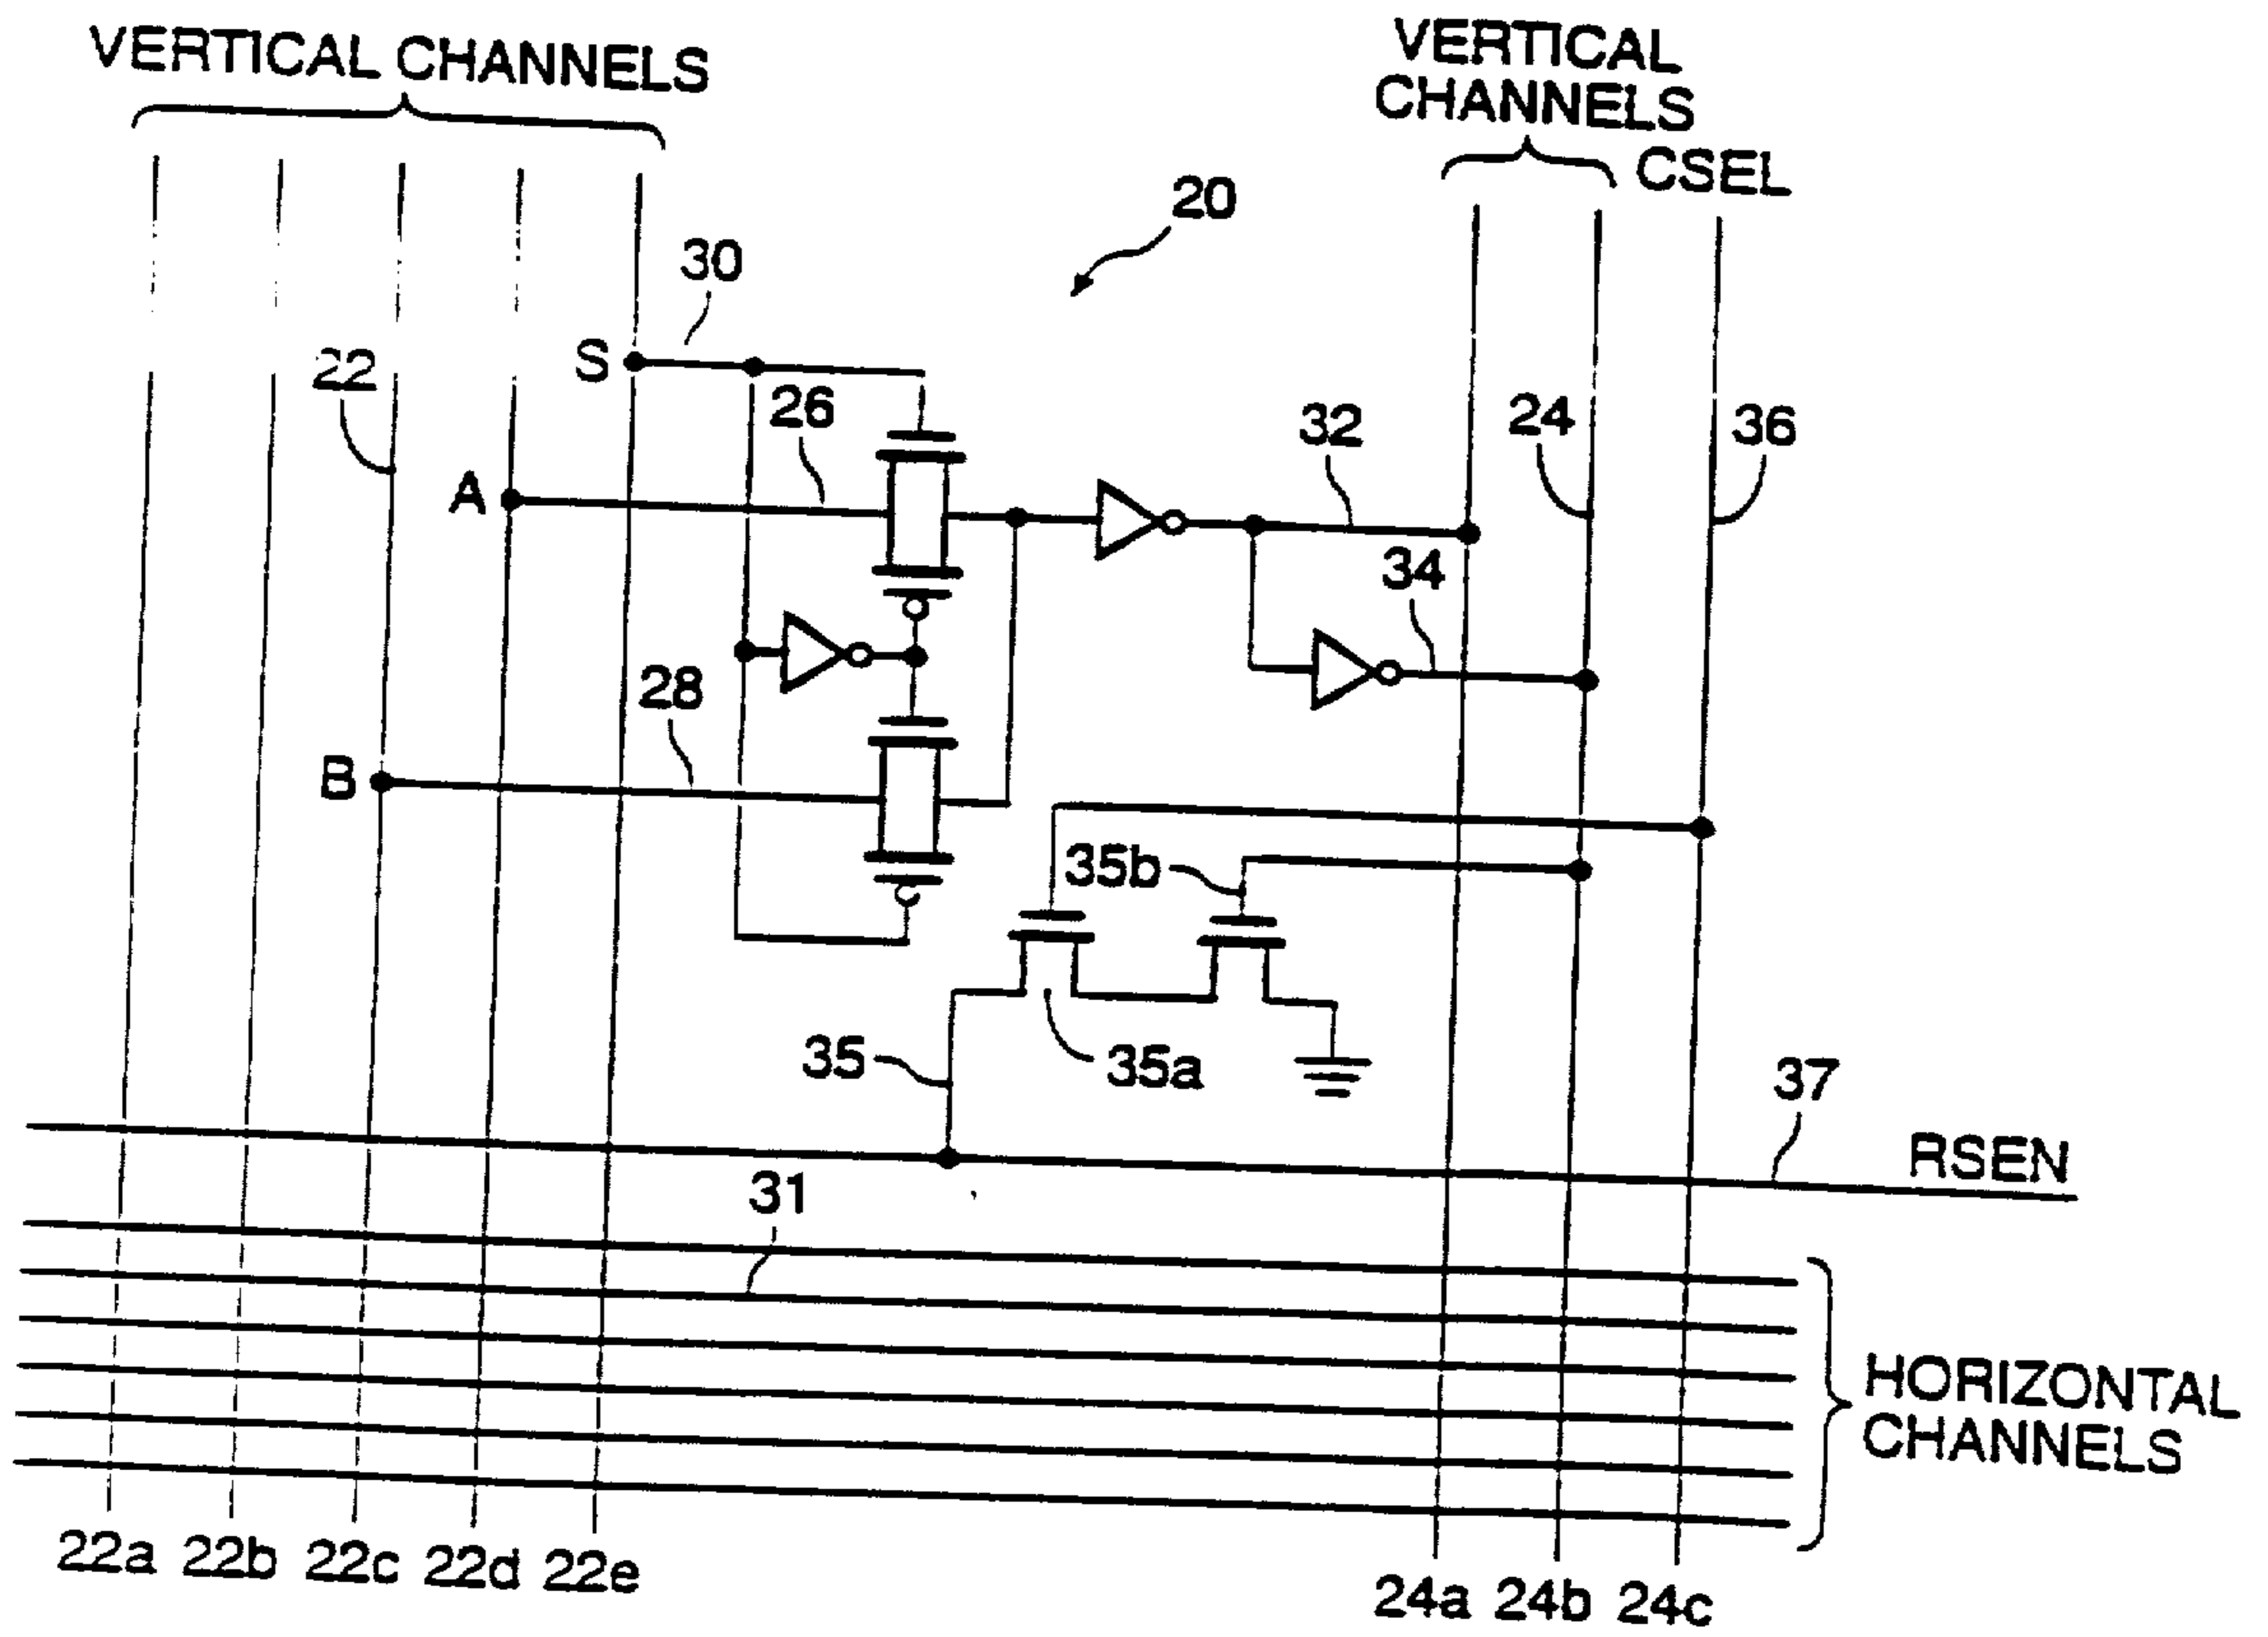 VERTICAL CHANNELS
VERTICAL
CHANNELS
CSEL
20
30
22
S
26
32
24
36
A
34
28
B
35b
35
35a
37
RSEN
31
HORIZONTAL
CHANNELS
22a 22b 22c 22d 22e
24a 24b 24c